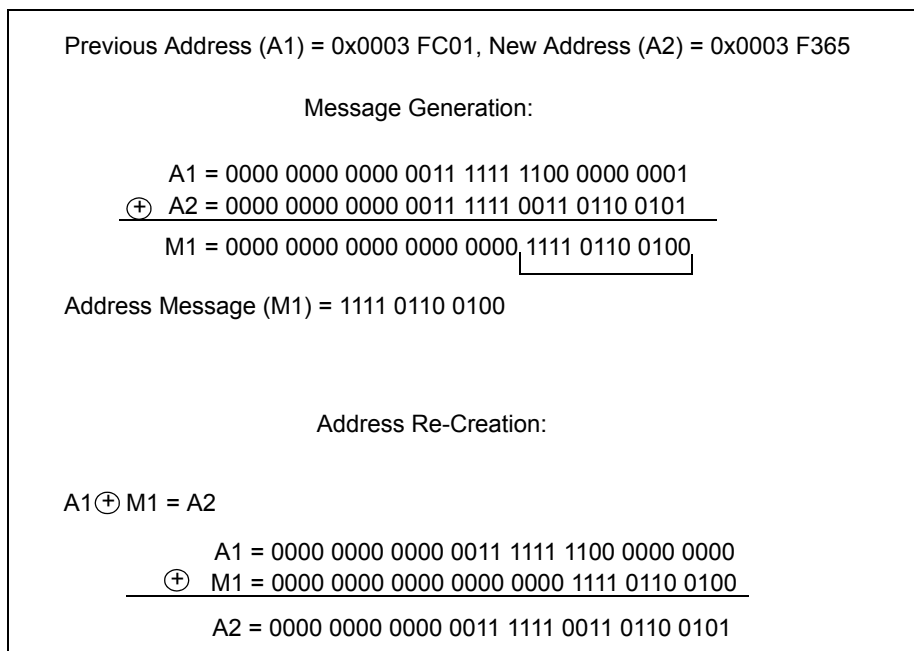 Previous Address (A1) = 0x0003 FC01, New Address (A2) = 0x0003 F365
Message Generation:
A1 = 0000 0000 0000 0011 1111 1100 0000 0001
⊕ A2 = 0000 0000 0000 0011 1111 0011 0110 0101
M1 = 0000 0000 0000 0000 0000 1111 0110 0100
Address Message (M1) = 1111 0110 0100
Address Re-Creation:
A1 ⊕ M1 = A2
A1 = 0000 0000 0000 0011 1111 1100 0000 0000
⊕ M1 = 0000 0000 0000 0000 0000 1111 0110 0100
A2 = 0000 0000 0000 0011 1111 0011 0110 0101